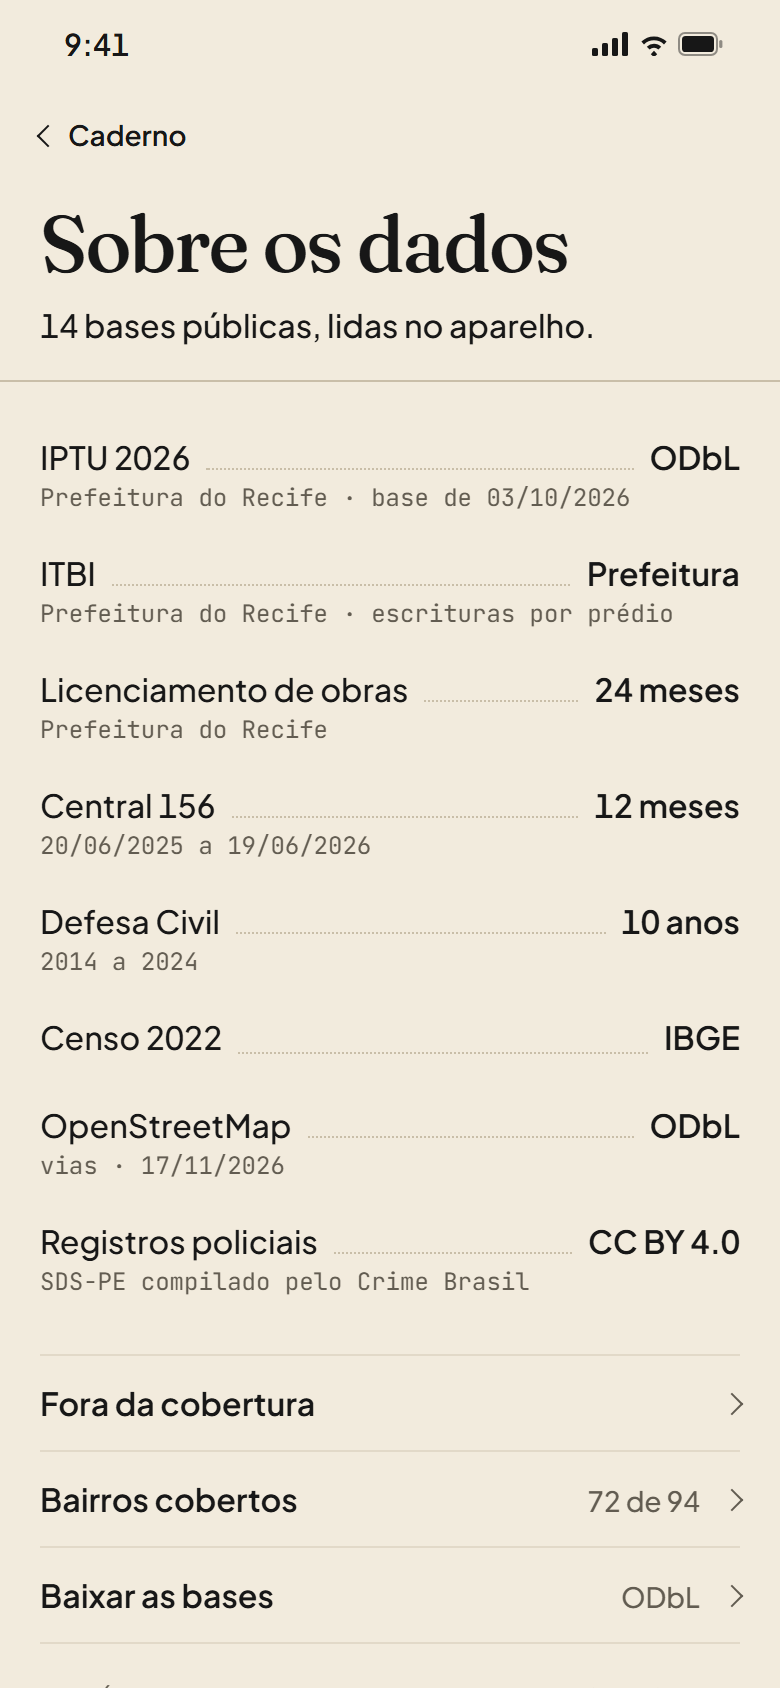 9:41
Caderno
Sobre os dados
14 bases públicas, lidas no aparelho.
IPTU 2026 ODbL
Prefeitura do Recife · base de 03/10/2026
ITBI Prefeitura
Prefeitura do Recife · escrituras por prédio
Licenciamento de obras 24 meses
Prefeitura do Recife
Central 156 12 meses
20/06/2025 a 19/06/2026
Defesa Civil 10 anos
2014 a 2024
Censo 2022 IBGE
OpenStreetMap ODbL
vias · 17/11/2026
Registros policiais CC BY 4.0
SDS-PE compilado pelo Crime Brasil
Fora da cobertura
Bairros cobertos 72 de 94
Baixar as bases ODbL